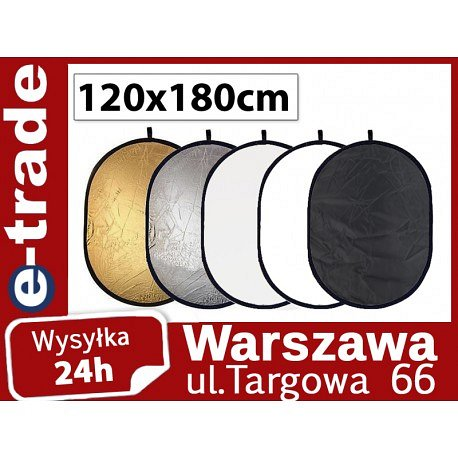 e-trade
120x180cm
Wysyłka
24h
Warszawa
ul.Targowa 66